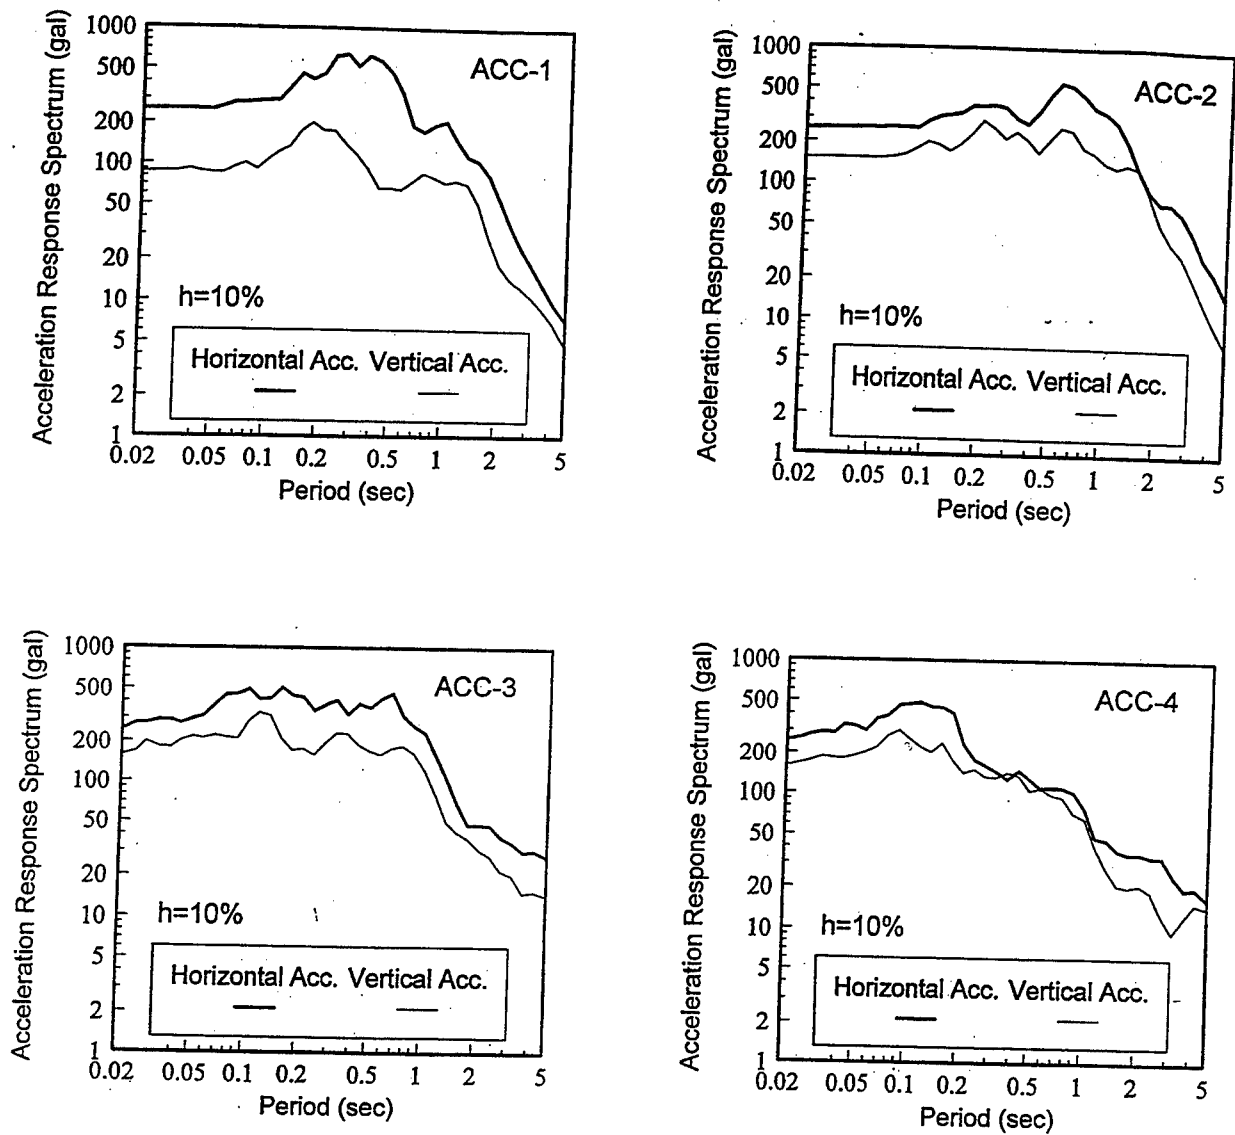 Acceleration Response Spectrum (gal)
1000
500
200
100
50
20
10
5
2
1
ACC-1
h=10%
Horizontal Acc. Vertical Acc.
0.02 0.05 0.1 0.2 0.5 1 2 5
Period (sec)
Acceleration Response Spectrum (gal)
1000
500
200
100
50
20
10
5
2
1
ACC-2
h=10%
Horizontal Acc. Vertical Acc.
0.02 0.05 0.1 0.2 0.5 1 2 5
Period (sec)
Acceleration Response Spectrum (gal)
1000
500
200
100
50
20
10
5
2
1
ACC-3
h=10%
Horizontal Acc. Vertical Acc.
0.02 0.05 0.1 0.2 0.5 1 2 5
Period (sec)
Acceleration Response Spectrum (gal)
1000
500
200
100
50
20
10
5
2
1
ACC-4
h=10%
Horizontal Acc. Vertical Acc.
0.02 0.05 0.1 0.2 0.5 1 2 5
Period (sec)